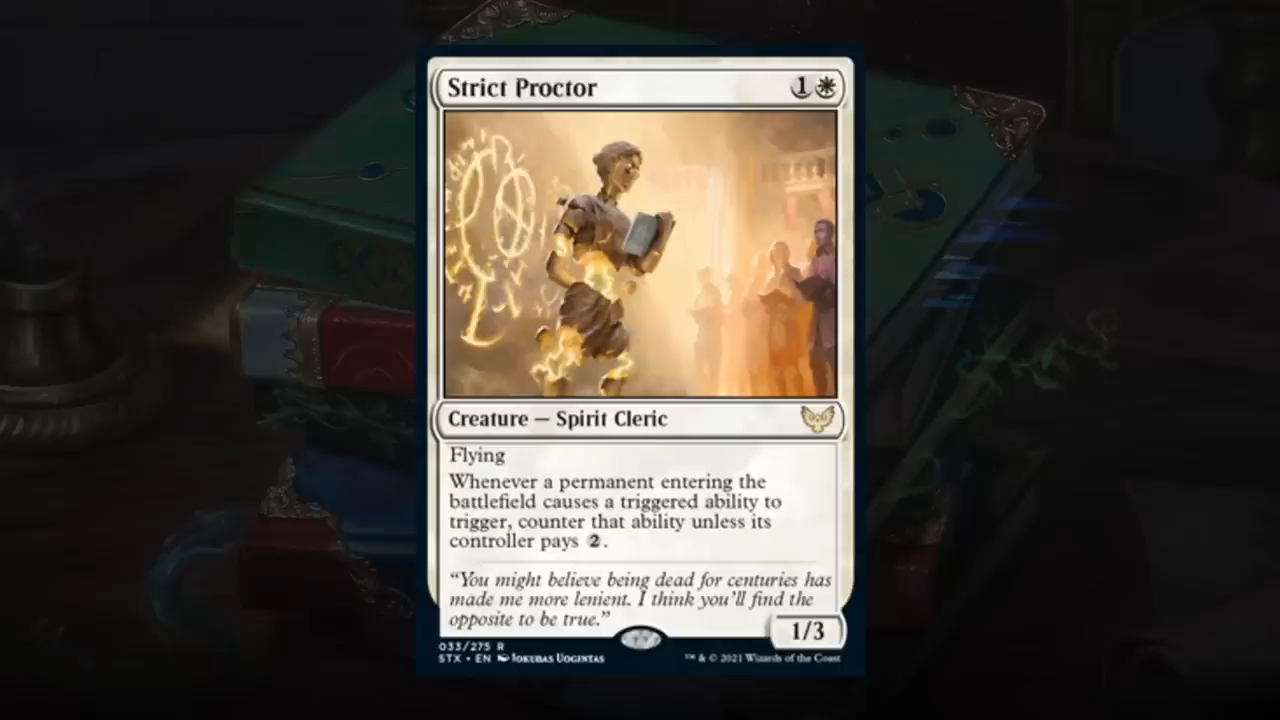 Strict Proctor 1
Creature — Spirit Cleric
Flying
Whenever a permanent entering the
battlefield causes a triggered ability to
trigger, counter that ability unless its
controller pays 2.
“You might believe being dead for centuries has
made me more lenient. I think you’ll find the
opposite to be true.”
1/3
033/275 R
STX • EN Jokubas Uogintas
™ & © 2021 Wizards of the Coast